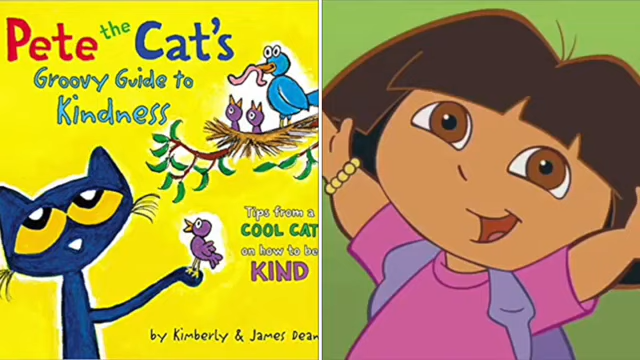 Pete the Cat's
Groovy Guide to
Kindness
Tips from a
COOL CAT
on how to be
KIND
by Kimberly & James Dean